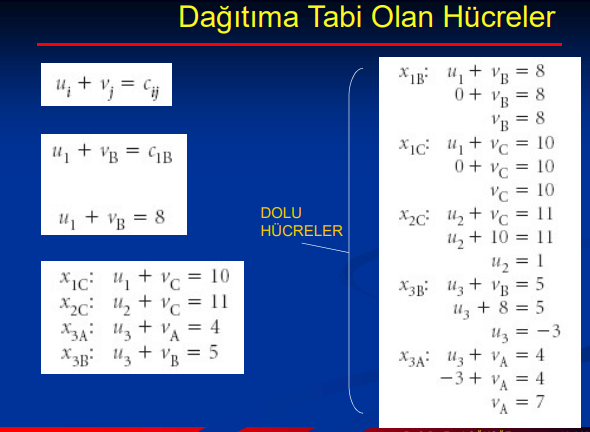 Dağıtıma Tabi Olan Hücreler
u_i + v_j = c_ij
u_1 + v_B = c_1B
u_1 + v_B = 8
x_1C: u_1 + v_C = 10
x_2C: u_2 + v_C = 11
x_3A: u_3 + v_A = 4
x_3B: u_3 + v_B = 5
DOLU
HÜCRELER
x_1B: u_1 + v_B = 8
0 + v_B = 8
v_B = 8
x_1C: u_1 + v_C = 10
0 + v_C = 10
v_C = 10
x_2C: u_2 + v_C = 11
u_2 + 10 = 11
u_2 = 1
x_3B: u_3 + v_B = 5
u_3 + 8 = 5
u_3 = −3
x_3A: u_3 + v_A = 4
−3 + v_A = 4
v_A = 7